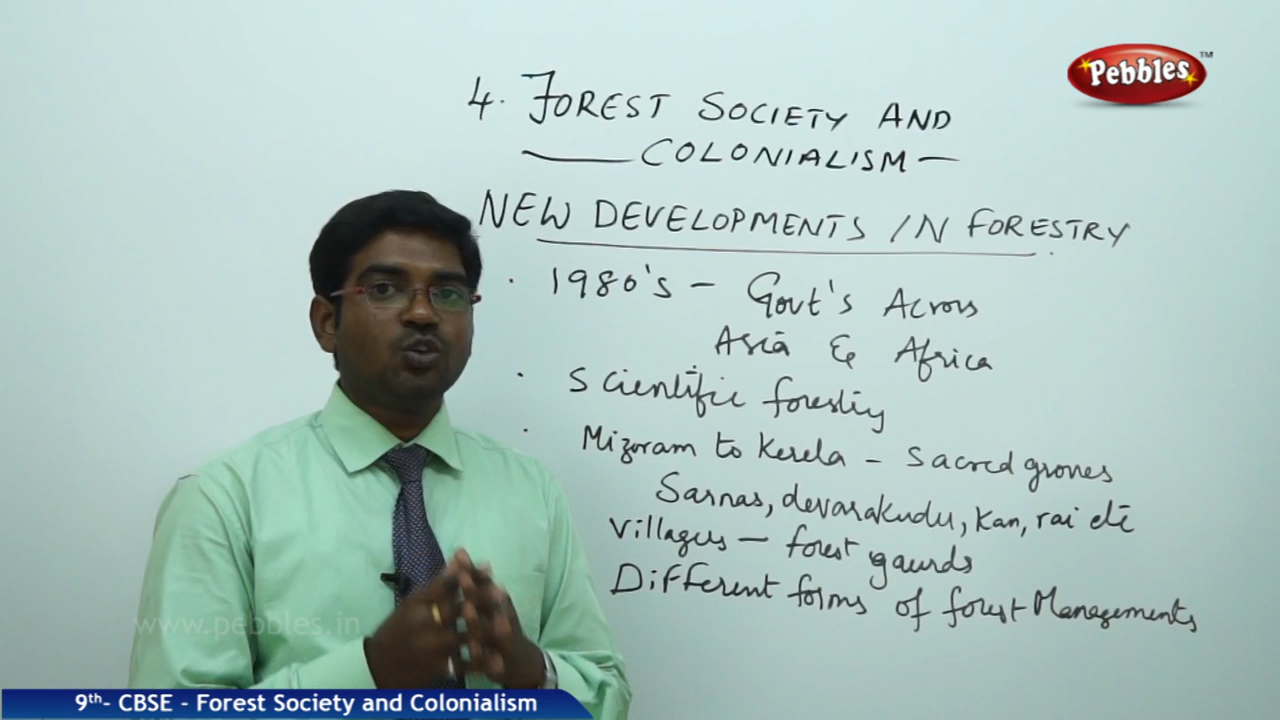 Pebbles™
4. FOREST SOCIETY AND
COLONIALISM
NEW DEVELOPMENTS IN FORESTRY
· 1980's - Govt's Across
Asia & Africa
· Scientific forestry
· Mizoram to Kerela - Sacred groves
Sarnas, devarakudu, kan, rai etc
Villagers - forest gaurds
Different forms of forest Managements
www.pebbles.in
9th- CBSE - Forest Society and Colonialism